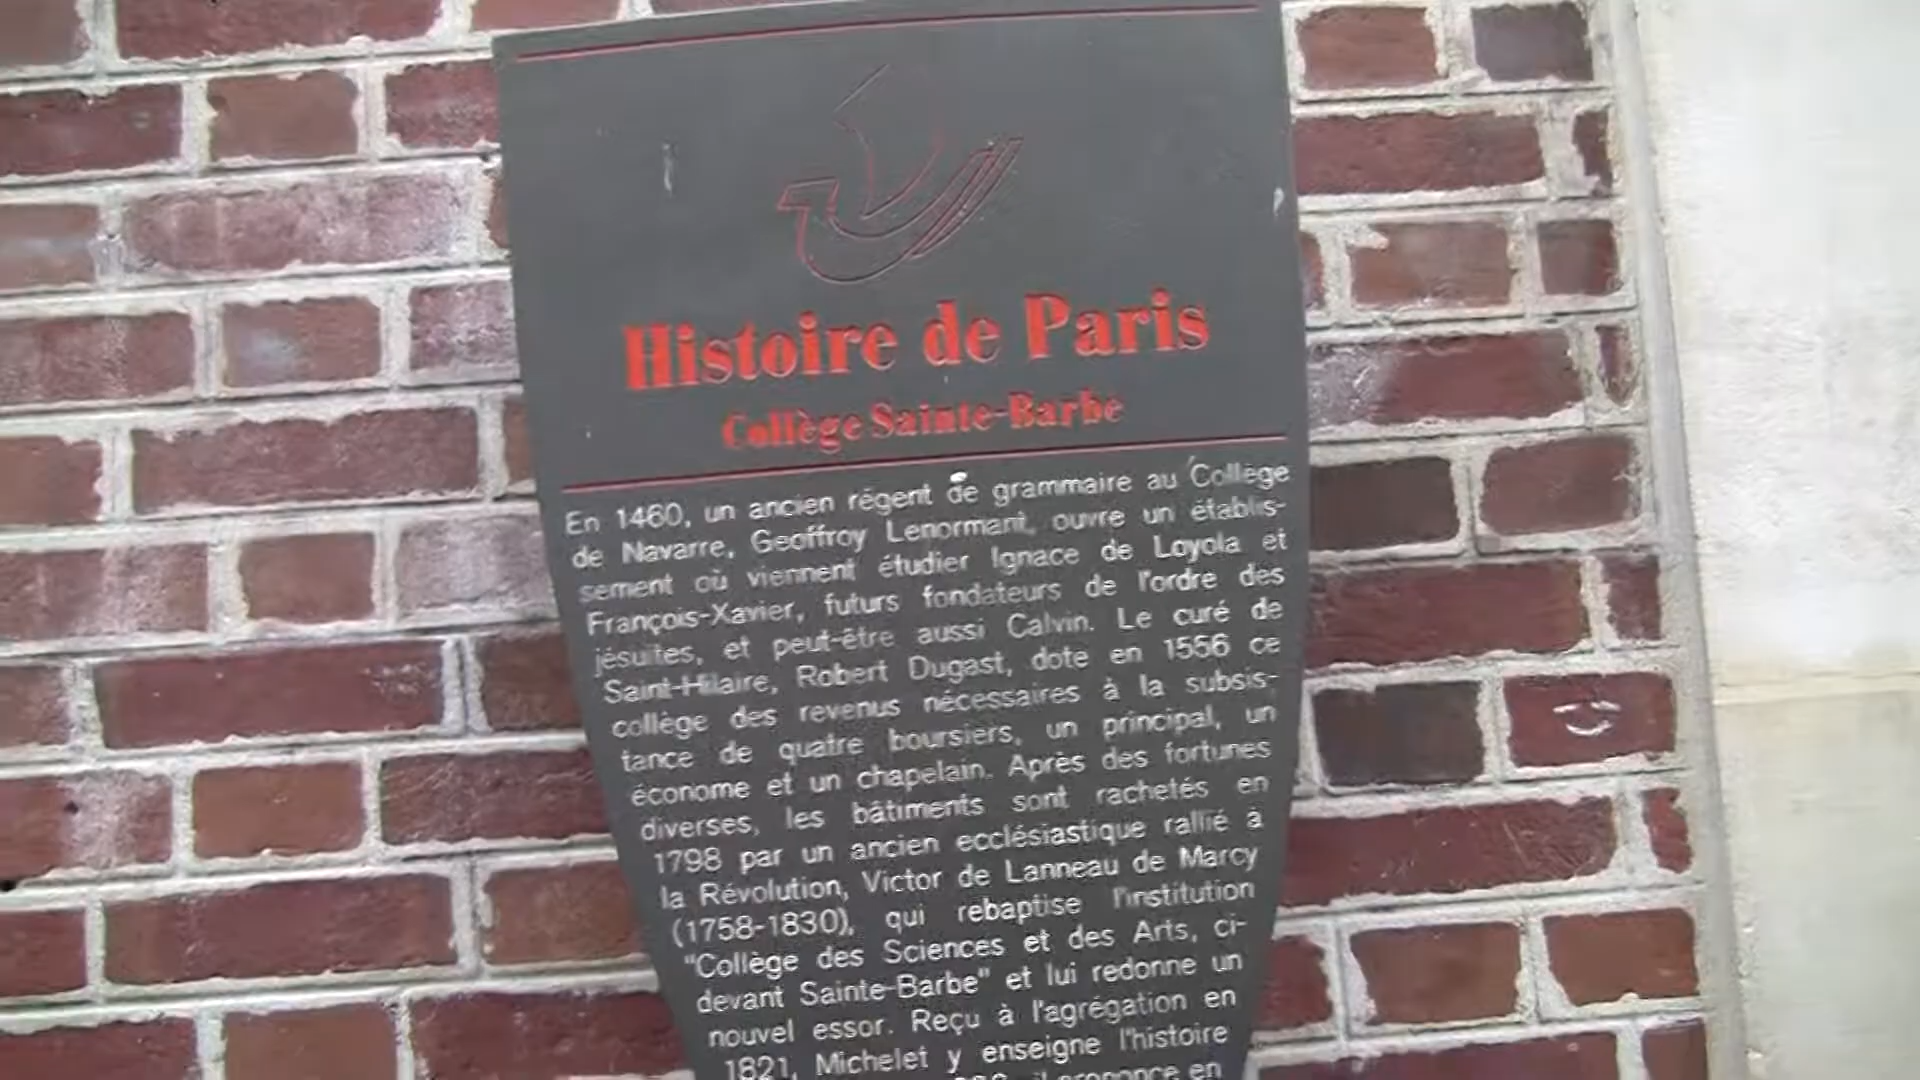 Histoire de Paris
Collège Sainte-Barbe
En 1460, un ancien régent de grammaire au Collège
de Navarre, Geoffroy Lenormant, ouvre un établis-
sement où viennent étudier Ignace de Loyola et
François-Xavier, futurs fondateurs de l'ordre des
jésuites, et peut-être aussi Calvin. Le curé de
Saint-Hilaire, Robert Dugast, dote en 1556 ce
collège des revenus nécessaires à la subsis-
tance de quatre boursiers, un principal, un
économe et un chapelain. Après des fortunes
diverses, les bâtiments sont rachetés en
1798 par un ancien ecclésiastique rallié à
la Révolution, Victor de Lanneau de Marcy
(1758-1830), qui rebaptise l'institution
"Collège des Sciences et des Arts, ci-
devant Sainte-Barbe" et lui redonne un
nouvel essor. Reçu à l'agrégation en
1821, Michelet y enseigne l'histoire
il prononce en